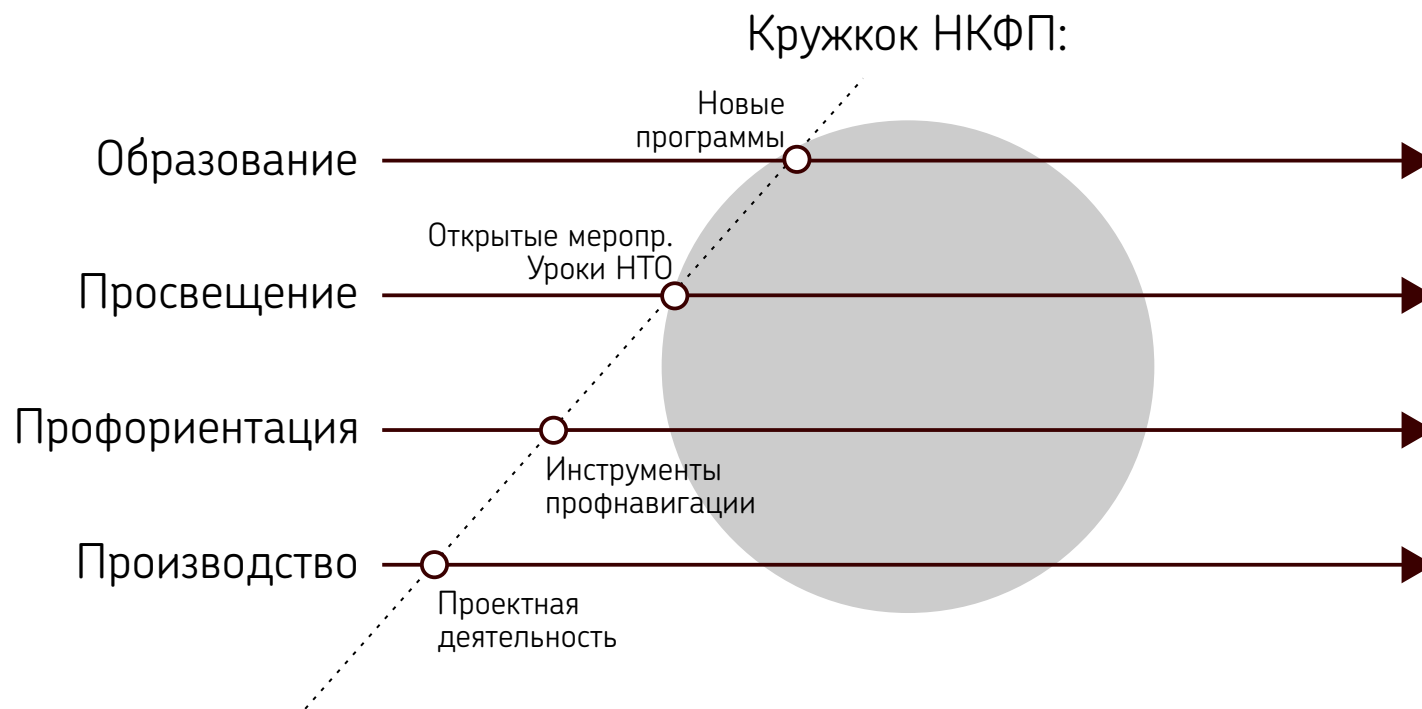 Кружкок НКФП:
Новые
программы
Образование
Открытые меропр.
Уроки НТО
Просвещение
Профориентация
Инструменты
профнавигации
Производство
Проектная
деятельность